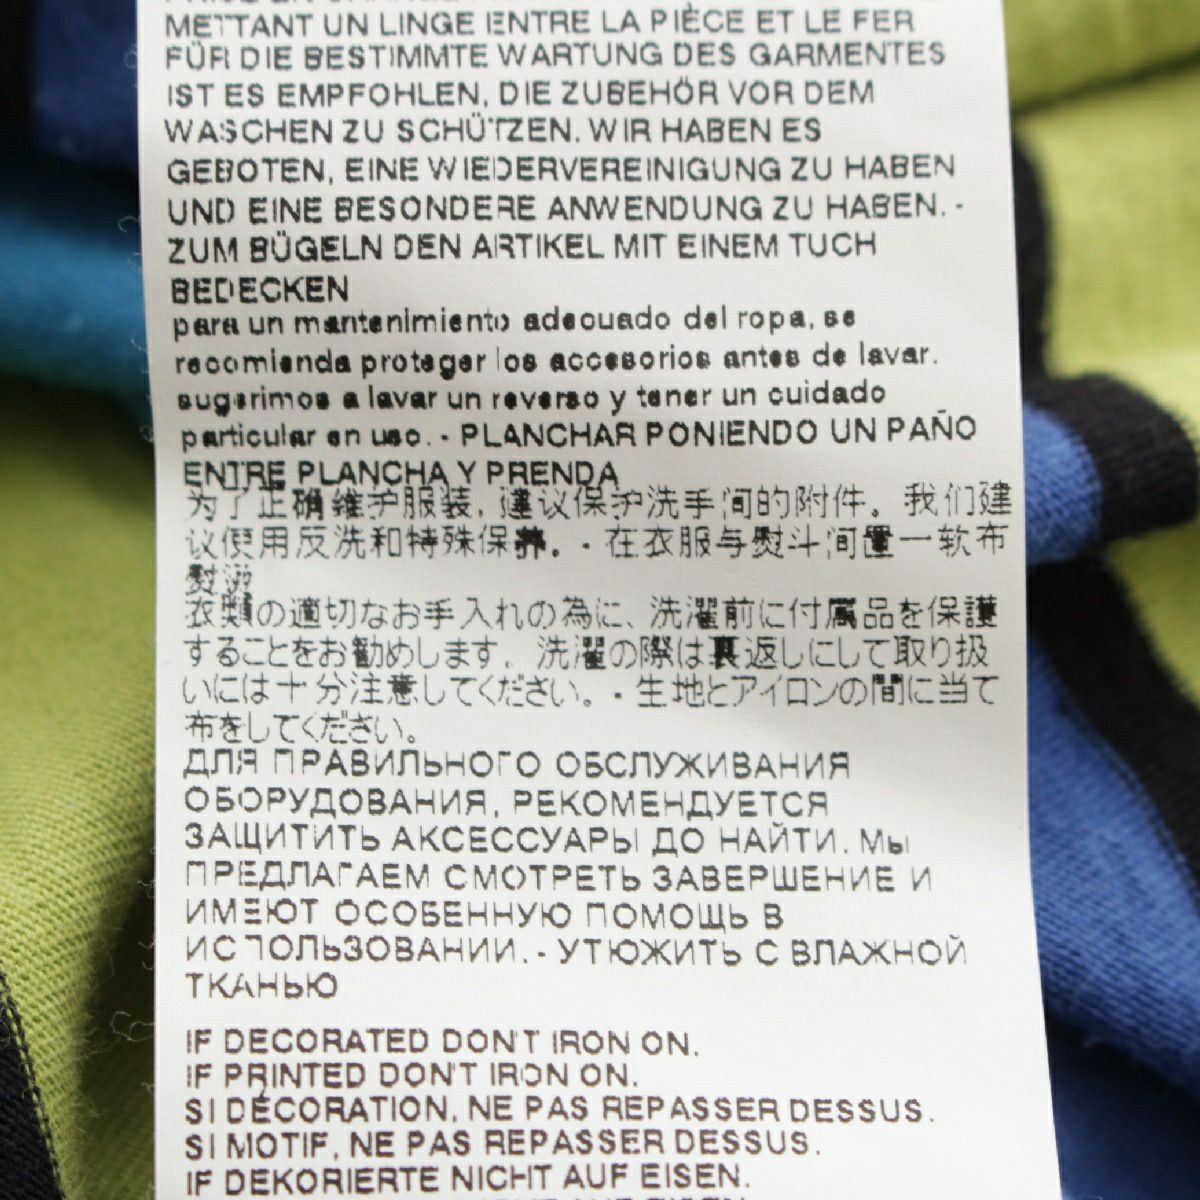 METTANT UN LINGE ENTRE LA PIÈCE ET LE FER
FÜR DIE BESTIMMTE WARTUNG DES GARMENTES
IST ES EMPFOHLEN, DIE ZUBEHÖR VOR DEM
WASCHEN ZU SCHÜTZEN. WIR HABEN ES
GEBOTEN, EINE WIEDERVEREINIGUNG ZU HABEN
UND EINE BESONDERE ANWENDUNG ZU HABEN. -
ZUM BÜGELN DEN ARTIKEL MIT EINEM TUCH
BEDECKEN
para un mantenimiento adecuado del ropa, se
recomienda proteger los accesorios antes de lavar.
sugerimos a lavar un reverso y tener un cuidado
particular en uso. - PLANCHAR PONIENDO UN PAÑO
ENTRE PLANCHA Y PRENDA
为了正确维护服装, 建议保护洗手间的附件。我们建
议使用反洗和特殊保养。- 在衣服与熨斗间置一软布
熨烫
衣類の適切なお手入れの為に、洗濯前に付属品を保護
することをお勧めします。洗濯の際は裏返しにして取り扱
いには十分注意してください。- 生地とアイロンの間に当て
布をしてください。
ДЛЯ ПРАВИЛЬНОГО ОБСЛУЖИВАНИЯ
ОБОРУДОВАНИЯ, РЕКОМЕНДУЕТСЯ
ЗАЩИТИТЬ АКСЕССУАРЫ ДО НАЙТИ. Мы
ПРЕДЛАГАЕМ СМОТРЕТЬ ЗАВЕРШЕНИЕ И
ИМЕЮТ ОСОБЕННУЮ ПОМОЩЬ В
ИСПОЛЬЗОВАНИИ. - УТЮЖИТЬ С ВЛАЖНОЙ
ТКАНЬЮ
IF DECORATED DON'T IRON ON.
IF PRINTED DON'T IRON ON.
SI DÉCORATION, NE PAS REPASSER DESSUS.
SI MOTIF, NE PAS REPASSER DESSUS.
IF DEKORIERTE NICHT AUF EISEN.